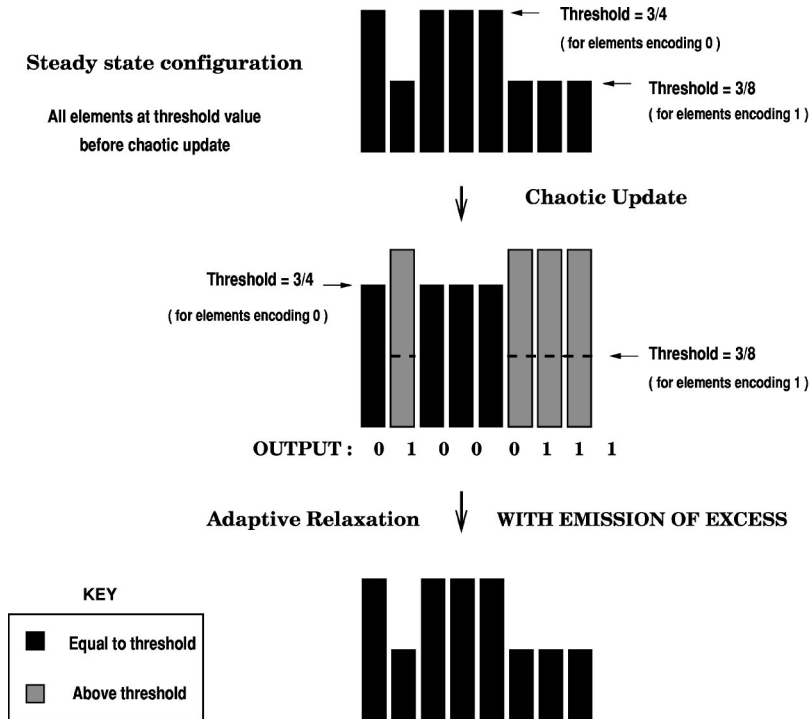 Threshold = 3/4
( for elements encoding 0 )
Steady state configuration
Threshold = 3/8
( for elements encoding 1 )
All elements at threshold value
before chaotic update
Chaotic Update
Threshold = 3/4
( for elements encoding 0 )
Threshold = 3/8
( for elements encoding 1 )
OUTPUT : 0 1 0 0 0 1 1 1
Adaptive Relaxation WITH EMISSION OF EXCESS
KEY
Equal to threshold
Above threshold